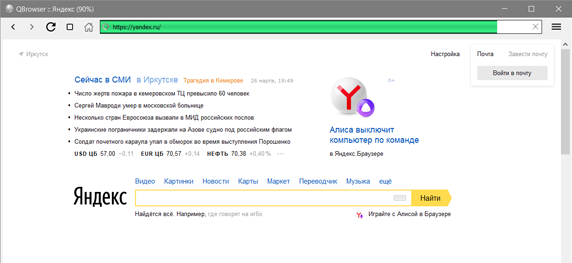 QBrowser :: Яндекс (90%)
https://yandex.ru/
Иркутск
Настройка
Почта Завести почту
Войти в почту
Сейчас в СМИ в Иркутске Трагедия в Кемерове 26 марта, 19:49
Число жертв пожара в кемеровском ТЦ превысило 60 человек
Сергей Мавроди умер в московской больнице
Несколько стран Евросоюза вызвали в МИД российских послов
Украинские пограничники задержали на Азове судно под российским флагом
Солдат почетного караула упал в обморок во время выступления Порошенко
USD ЦБ 57,00 −0,11 EUR ЦБ 70,57 +0,14 НЕФТЬ 70,38 +0,40% ···
0+
Алиса выключит
компьютер по команде
в Яндекс Браузере
Видео Картинки Новости Карты Маркет Переводчик Музыка ещё
Яндекс
Найти
Найдётся всё. Например, где говорят на игбо
Играйте с Алисой в Браузере